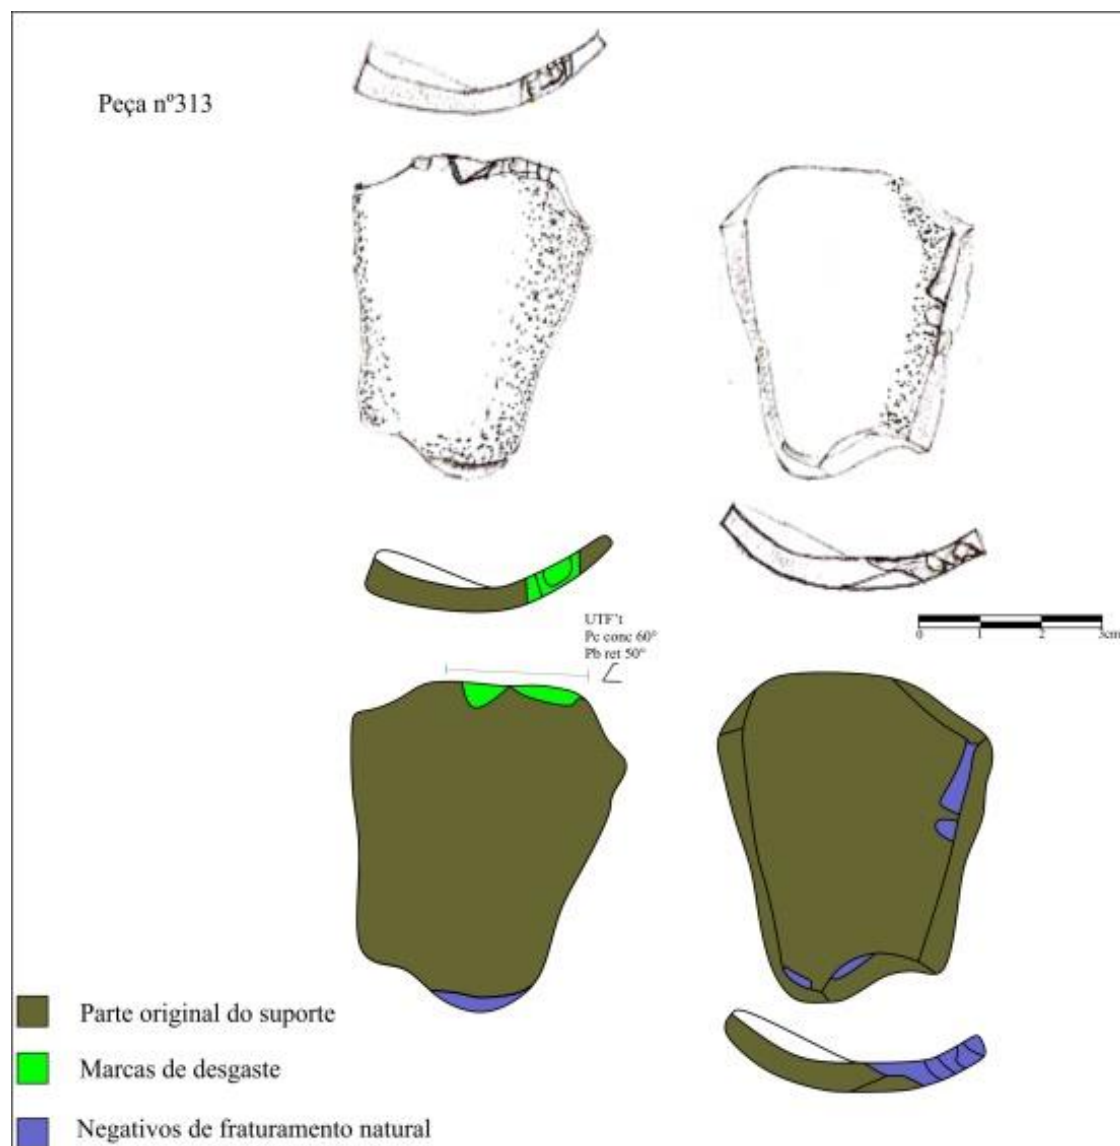 Peça nº313
UTF't
Pc conc 60°
Pb ret 50°
0 1 2 3cm
Parte original do suporte
Marcas de desgaste
Negativos de fraturamento natural